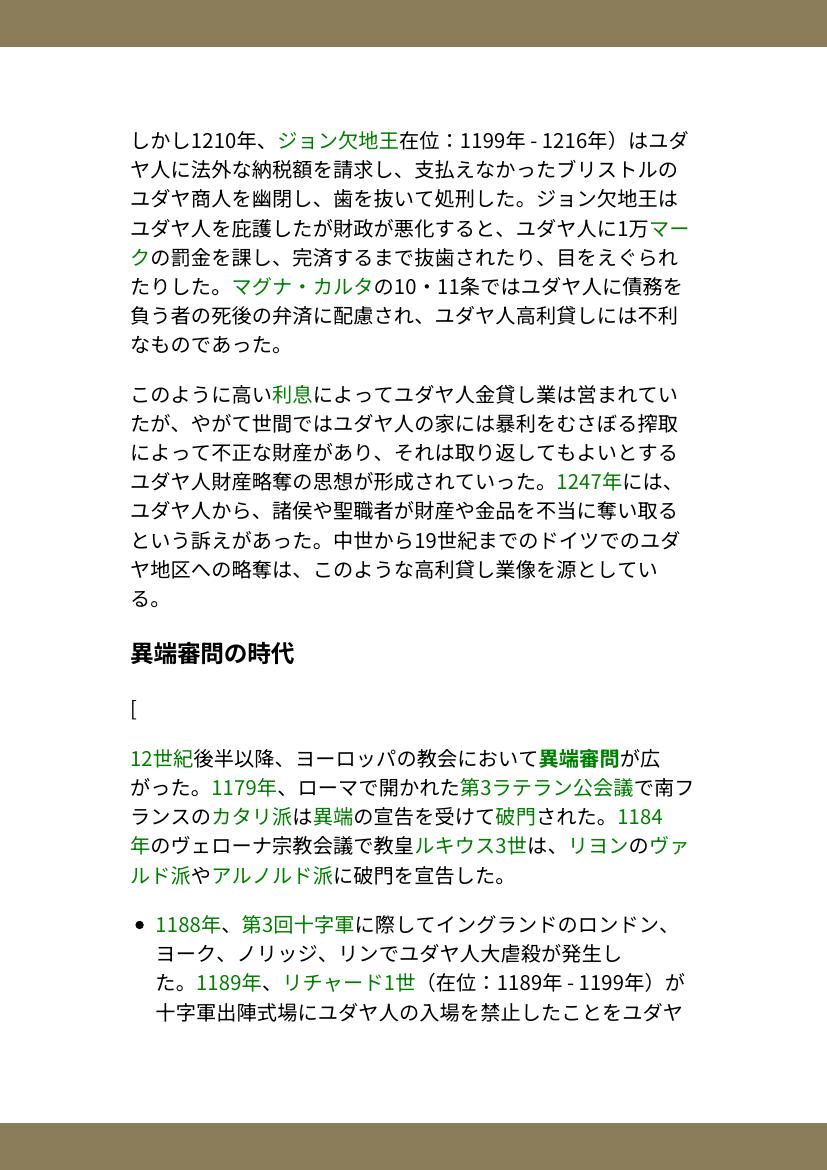 しかし1210年、ジョン欠地王在位：1199年 - 1216年）はユダ
ヤ人に法外な納税額を請求し、支払えなかったブリストルの
ユダヤ商人を幽閉し、歯を抜いて処刑した。ジョン欠地王は
ユダヤ人を庇護したが財政が悪化すると、ユダヤ人に1万マー
クの罰金を課し、完済するまで抜歯されたり、目をえぐられ
たりした。マグナ・カルタの10・11条ではユダヤ人に債務を
負う者の死後の弁済に配慮され、ユダヤ人高利貸しには不利
なものであった。
このように高い利息によってユダヤ人金貸し業は営まれてい
たが、やがて世間ではユダヤ人の家には暴利をむさぼる搾取
によって不正な財産があり、それは取り返してもよいとする
ユダヤ人財産略奪の思想が形成されていった。1247年には、
ユダヤ人から、諸侯や聖職者が財産や金品を不当に奪い取る
という訴えがあった。中世から19世紀までのドイツでのユダ
ヤ地区への略奪は、このような高利貸し業像を源としてい
る。
異端審問の時代
[
12世紀後半以降、ヨーロッパの教会において異端審問が広
がった。1179年、ローマで開かれた第3ラテラン公会議で南フ
ランスのカタリ派は異端の宣告を受けて破門された。1184
年のヴェローナ宗教会議で教皇ルキウス3世は、リヨンのヴァ
ルド派やアルノルド派に破門を宣告した。
● 1188年、第3回十字軍に際してイングランドのロンドン、
ヨーク、ノリッジ、リンでユダヤ人大虐殺が発生し
た。1189年、リチャード1世（在位：1189年 - 1199年）が
十字軍出陣式場にユダヤ人の入場を禁止したことをユダヤ